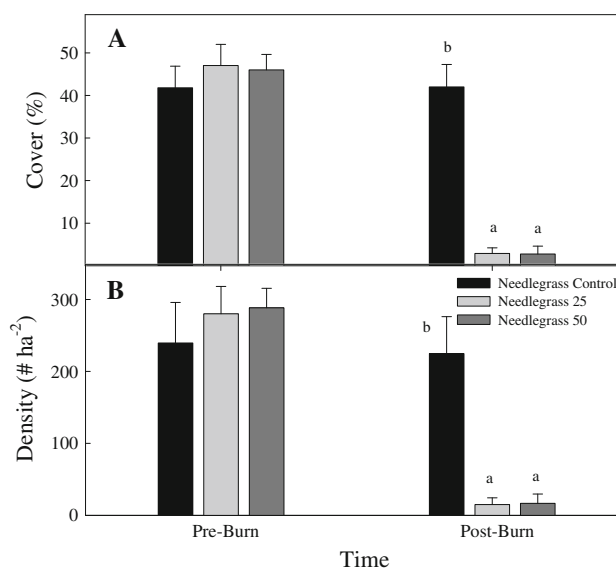 A
50
40
30
20
10
Cover (%)
b
a
a
B
300
200
100
0
Density (# ha-2)
Needlegrass Control
Needlegrass 25
Needlegrass 50
b
a
a
Pre-Burn
Post-Burn
Time